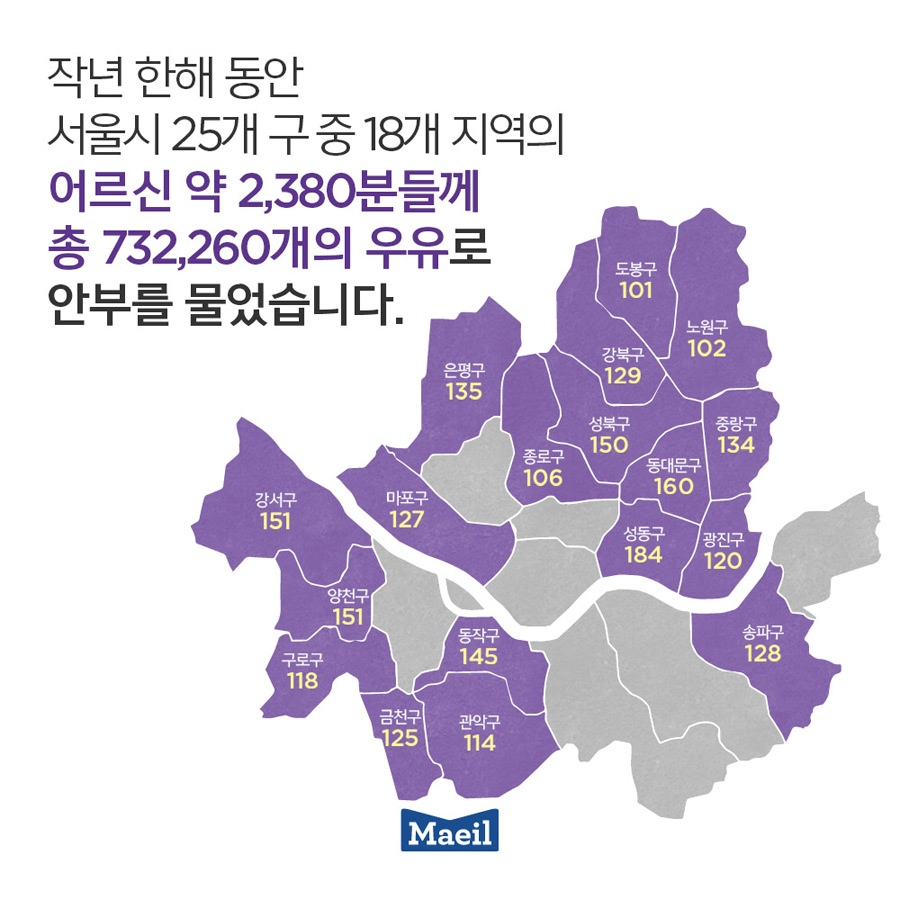 작년 한해 동안
서울시 25개 구 중 18개 지역의
어르신 약 2,380분들께
총 732,260개의 우유로
안부를 물었습니다.
도봉구
101
노원구
102
강북구
129
은평구
135
성북구
150
중랑구
134
종로구
106
동대문구
160
마포구
127
강서구
151
성동구
184
광진구
120
양천구
151
동작구
145
송파구
128
구로구
118
금천구
125
관악구
114
Maeil